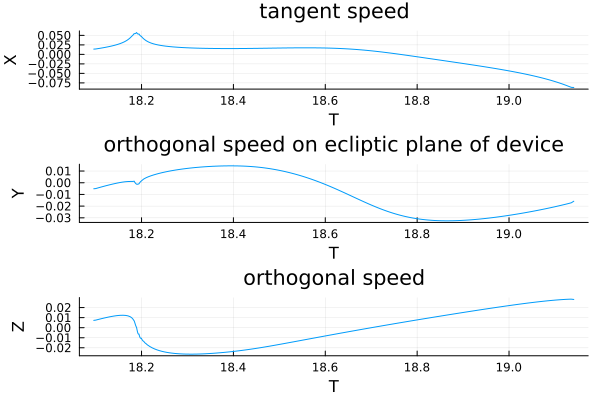 tangent speed
X
0.050
0.025
0.000
−0.025
−0.050
−0.075
18.2 18.4 18.6 18.8 19.0
T
orthogonal speed on ecliptic plane of device
Y
0.01
0.00
−0.01
−0.02
−0.03
18.2 18.4 18.6 18.8 19.0
T
orthogonal speed
Z
0.02
0.01
0.00
−0.01
−0.02
18.2 18.4 18.6 18.8 19.0
T